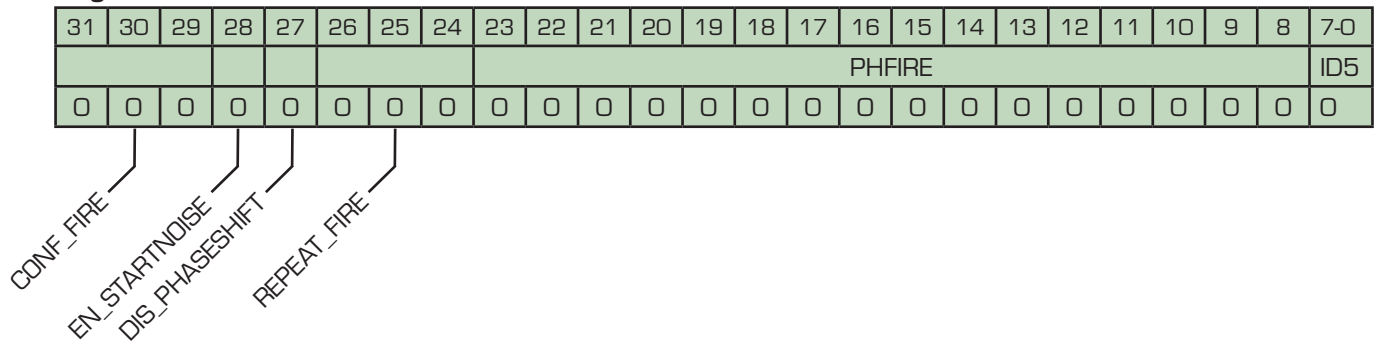 31 30 29 28 27 26 25 24 23 22 21 20 19 18 17 16 15 14 13 12 11 10 9 8 7-0
PHFIRE ID5
0 0 0 0 0 0 0 0 0 0 0 0 0 0 0 0 0 0 0 0 0 0 0 0 0
CONF_FIRE
EN_STARTNOISE
DIS_PHASESHIFT
REPEAT_FIRE